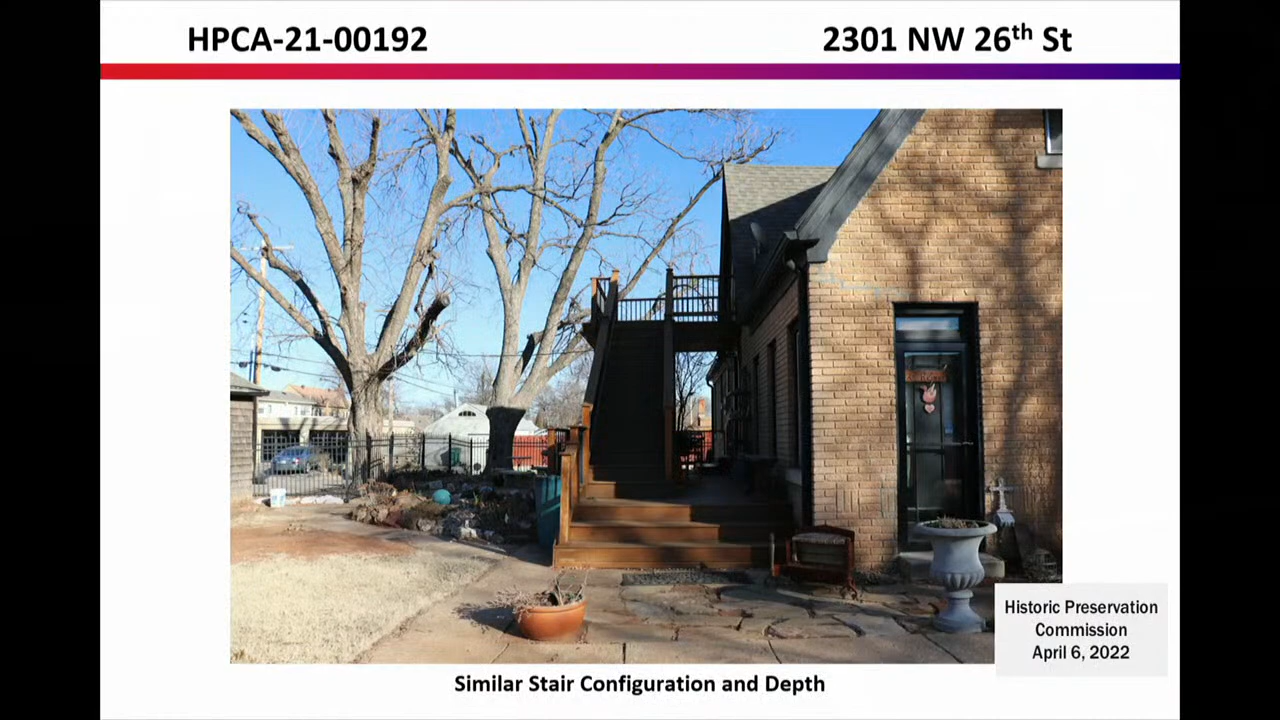 HPCA-21-00192
2301 NW 26th St
Historic Preservation
Commission
April 6, 2022
Similar Stair Configuration and Depth